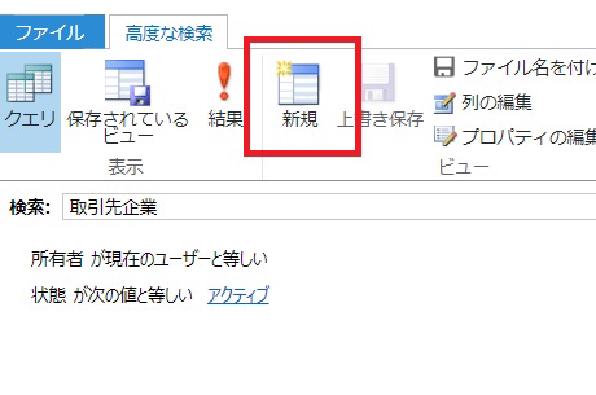 ファイル
高度な検索
クエリ
保存されている
ビュー
結果
新規
上書き保存
ファイル名を付け
列の編集
プロパティの編集
表示
ビュー
検索: 取引先企業
所有者 が現在のユーザーと等しい
状態 が次の値と等しい アクティブ